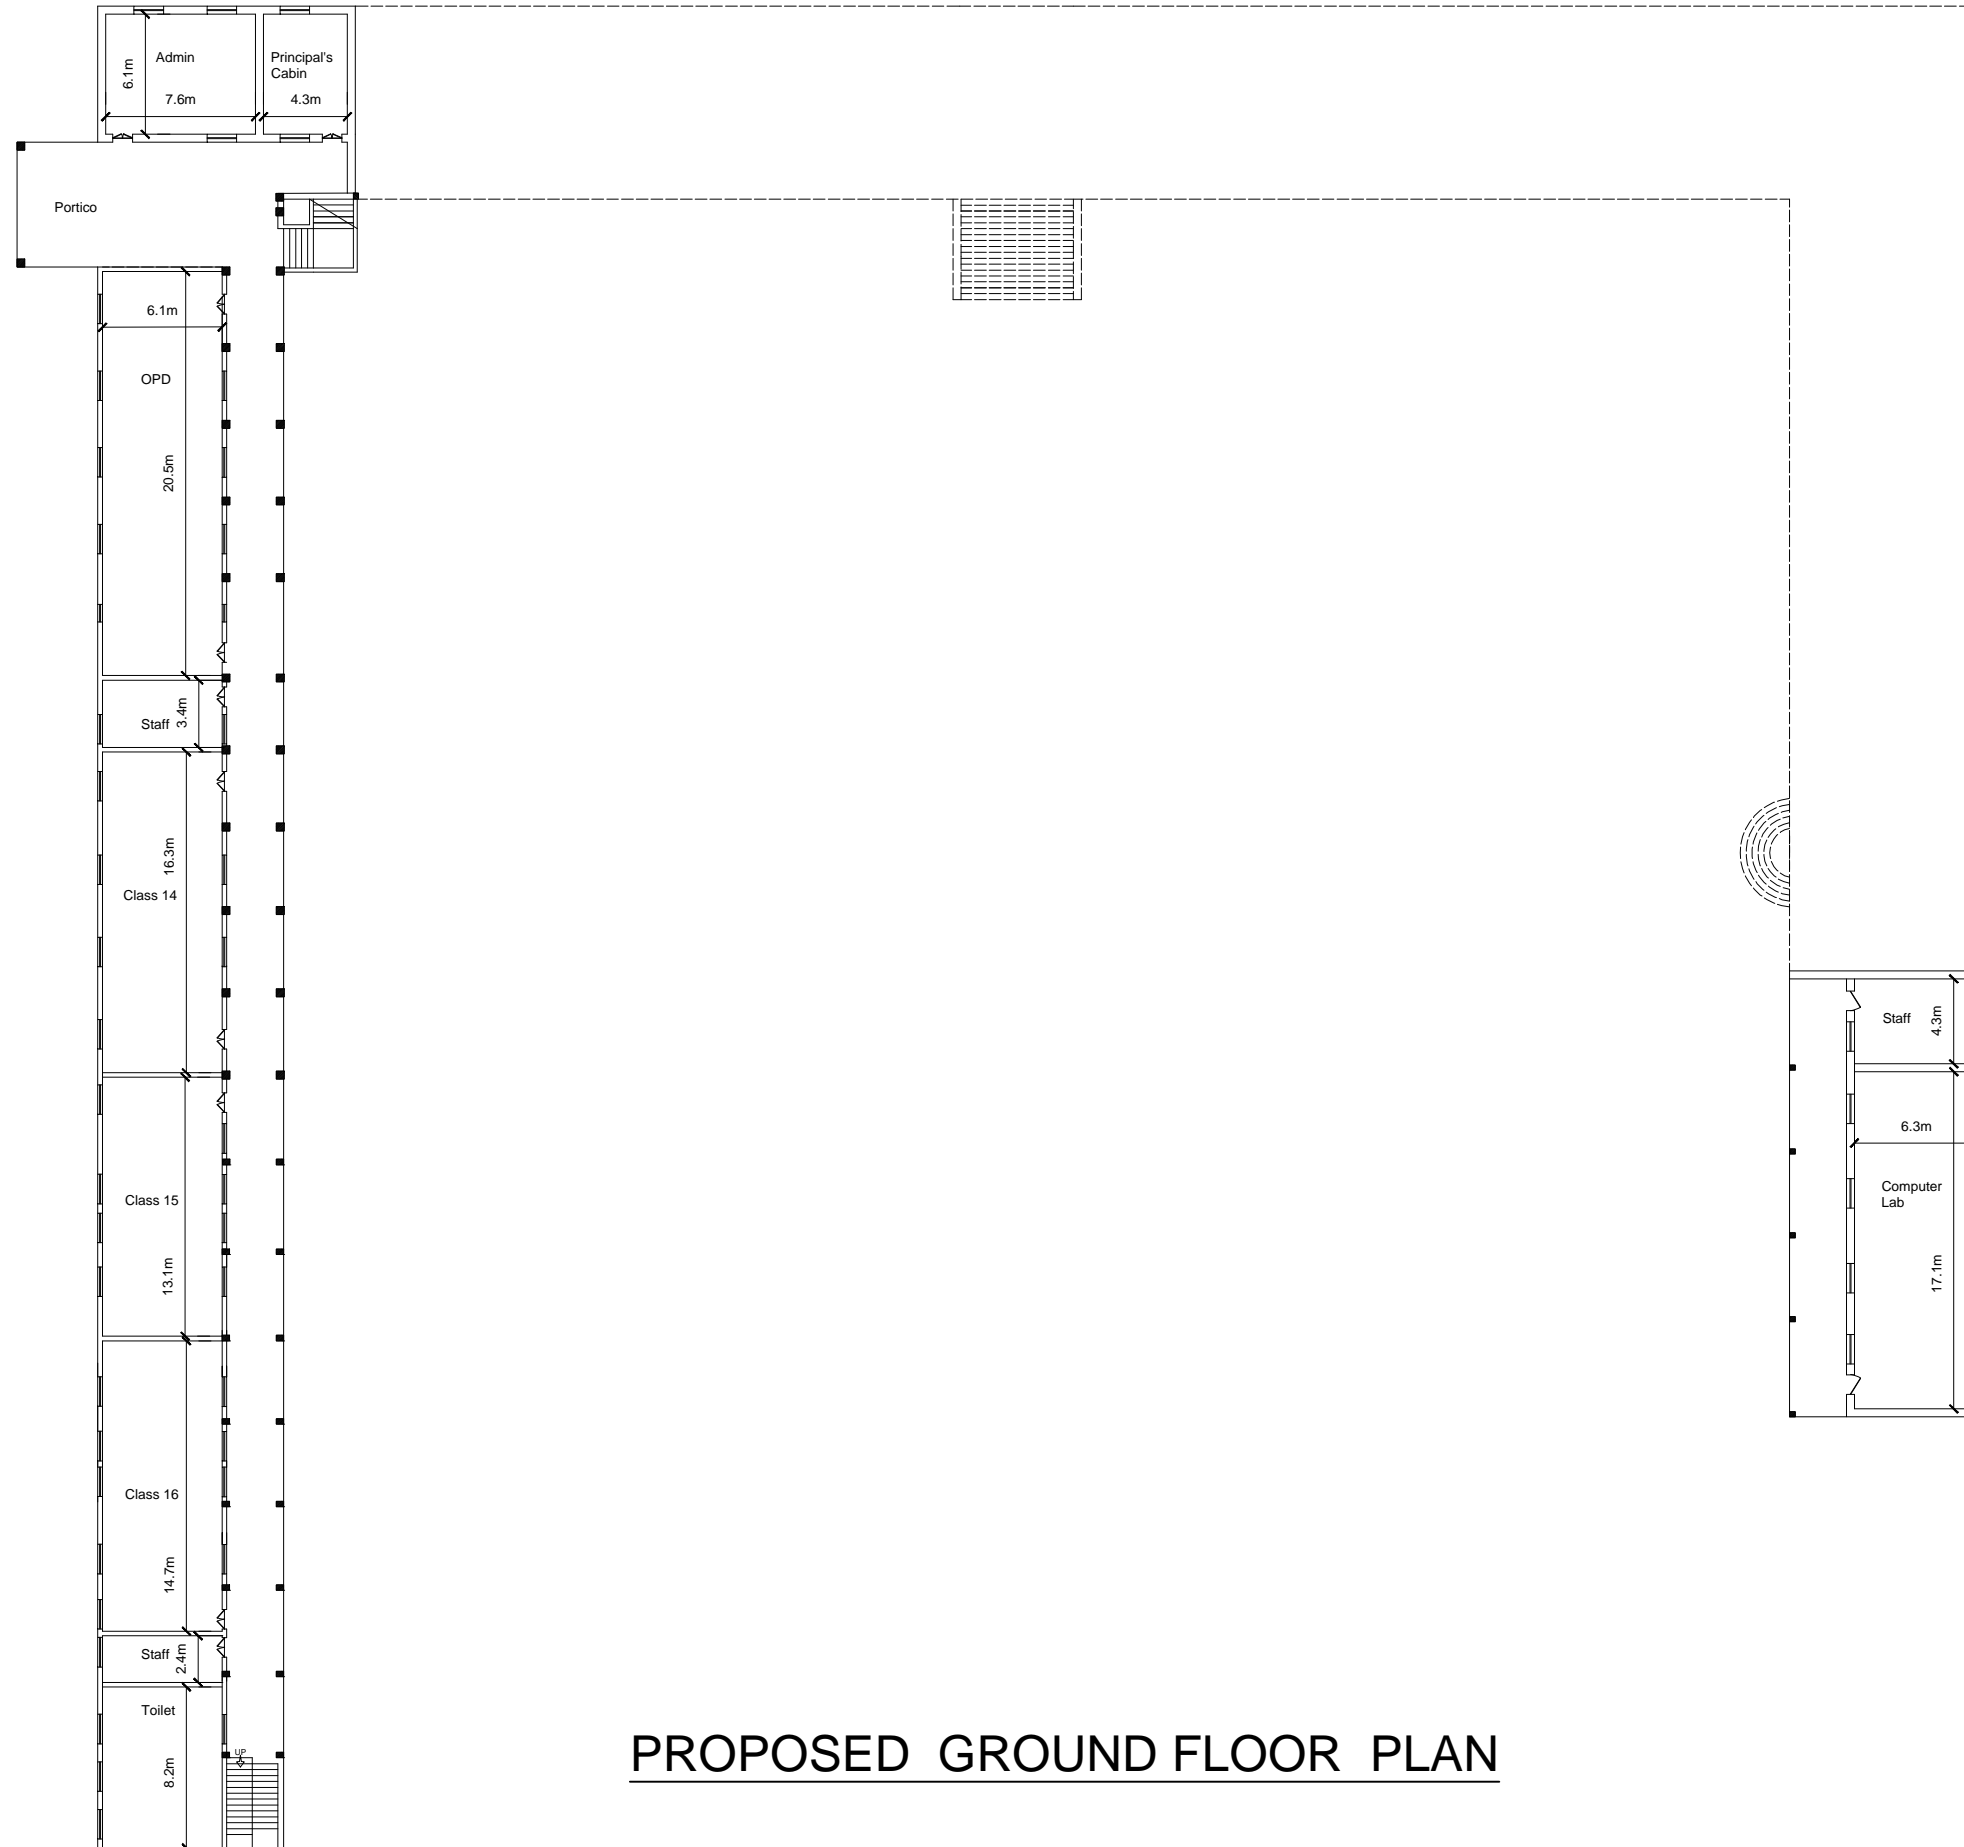 Admin
Principal's
Cabin
6.1m
7.6m
4.3m
Portico
6.1m
OPD
20.5m
Staff
3.4m
16.3m
Class 14
Staff
4.3m
6.3m
Computer
Lab
17.1m
Class 15
13.1m
Class 16
14.7m
Staff
2.4m
Toilet
UP
8.2m
PROPOSED GROUND FLOOR PLAN